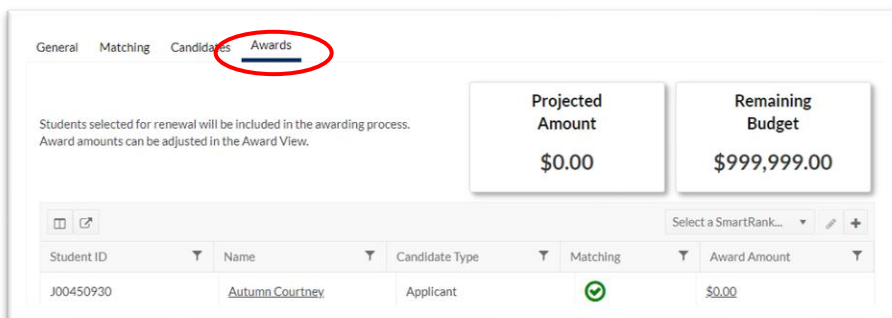 General Matching Candidates Awards
Projected
Amount
$0.00
Remaining
Budget
$999,999.00
Students selected for renewal will be included in the awarding process.
Award amounts can be adjusted in the Award View.
Select a SmartRank...
Student ID Name Candidate Type Matching Award Amount
J00450930 Autumn Courtney Applicant $0.00